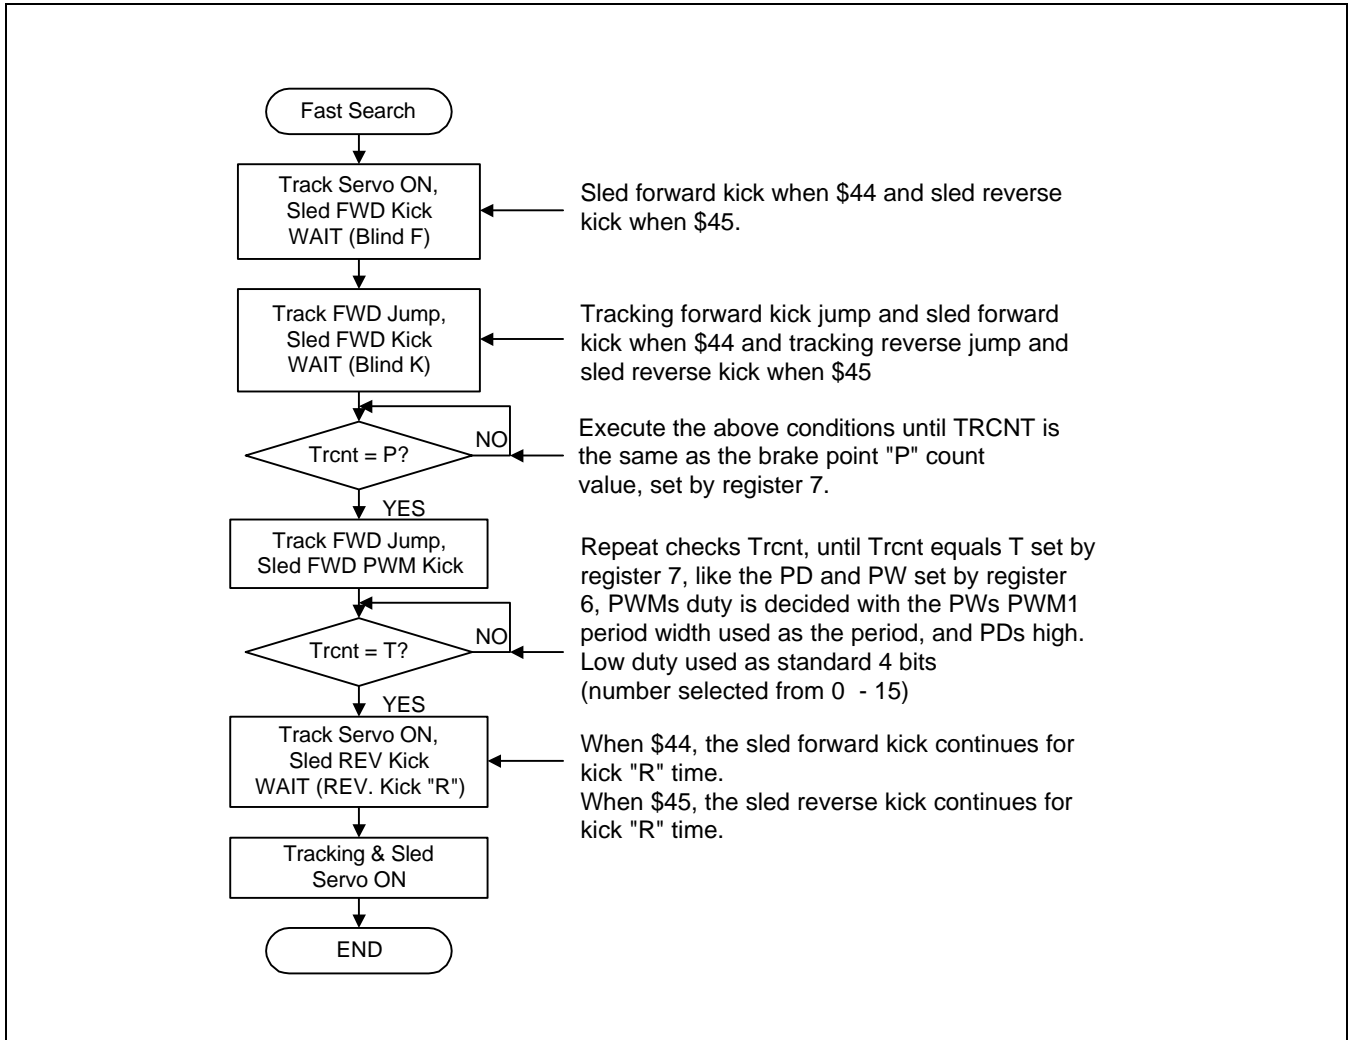 Fast Search
Track Servo ON,
Sled FWD Kick
WAIT (Blind F)
Sled forward kick when $44 and sled reverse
kick when $45.
Track FWD Jump,
Sled FWD Kick
WAIT (Blind K)
Tracking forward kick jump and sled forward
kick when $44 and tracking reverse jump and
sled reverse kick when $45
Trcnt = P?
NO
Execute the above conditions until TRCNT is
the same as the brake point "P" count
value, set by register 7.
YES
Track FWD Jump,
Sled FWD PWM Kick
Repeat checks Trcnt, until Trcnt equals T set by
register 7, like the PD and PW set by register
6, PWMs duty is decided with the PWs PWM1
period width used as the period, and PDs high.
Low duty used as standard 4 bits
(number selected from 0 - 15)
Trcnt = T?
NO
YES
Track Servo ON,
Sled REV Kick
WAIT (REV. Kick "R")
When $44, the sled forward kick continues for
kick "R" time.
When $45, the sled reverse kick continues for
kick "R" time.
Tracking & Sled
Servo ON
END